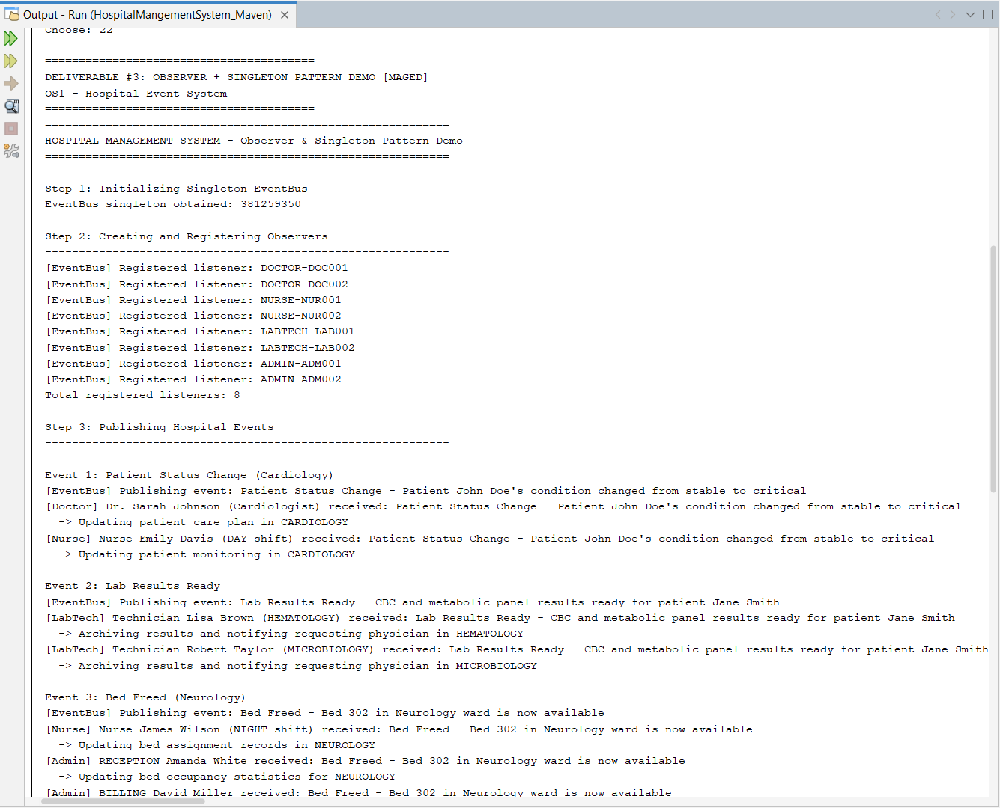 Output - Run (HospitalMangementSystem_Maven)
Choose: 22
========================================
DELIVERABLE #3: OBSERVER + SINGLETON PATTERN DEMO [MAGED]
OS1 - Hospital Event System
========================================
============================================================
HOSPITAL MANAGEMENT SYSTEM - Observer & Singleton Pattern Demo
============================================================
Step 1: Initializing Singleton EventBus
EventBus singleton obtained: 381259350
Step 2: Creating and Registering Observers
------------------------------------------------------------
[EventBus] Registered listener: DOCTOR-DOC001
[EventBus] Registered listener: DOCTOR-DOC002
[EventBus] Registered listener: NURSE-NUR001
[EventBus] Registered listener: NURSE-NUR002
[EventBus] Registered listener: LABTECH-LAB001
[EventBus] Registered listener: LABTECH-LAB002
[EventBus] Registered listener: ADMIN-ADM001
[EventBus] Registered listener: ADMIN-ADM002
Total registered listeners: 8
Step 3: Publishing Hospital Events
------------------------------------------------------------
Event 1: Patient Status Change (Cardiology)
[EventBus] Publishing event: Patient Status Change - Patient John Doe's condition changed from stable to critical
[Doctor] Dr. Sarah Johnson (Cardiologist) received: Patient Status Change - Patient John Doe's condition changed from stable to critical
-> Updating patient care plan in CARDIOLOGY
[Nurse] Nurse Emily Davis (DAY shift) received: Patient Status Change - Patient John Doe's condition changed from stable to critical
-> Updating patient monitoring in CARDIOLOGY
Event 2: Lab Results Ready
[EventBus] Publishing event: Lab Results Ready - CBC and metabolic panel results ready for patient Jane Smith
[LabTech] Technician Lisa Brown (HEMATOLOGY) received: Lab Results Ready - CBC and metabolic panel results ready for patient Jane Smith
-> Archiving results and notifying requesting physician in HEMATOLOGY
[LabTech] Technician Robert Taylor (MICROBIOLOGY) received: Lab Results Ready - CBC and metabolic panel results ready for patient Jane Smith
-> Archiving results and notifying requesting physician in MICROBIOLOGY
Event 3: Bed Freed (Neurology)
[EventBus] Publishing event: Bed Freed - Bed 302 in Neurology ward is now available
[Nurse] Nurse James Wilson (NIGHT shift) received: Bed Freed - Bed 302 in Neurology ward is now available
-> Updating bed assignment records in NEUROLOGY
[Admin] RECEPTION Amanda White received: Bed Freed - Bed 302 in Neurology ward is now available
-> Updating bed occupancy statistics for NEUROLOGY
[Admin] BILLING David Miller received: Bed Freed - Bed 302 in Neurology ward is now available